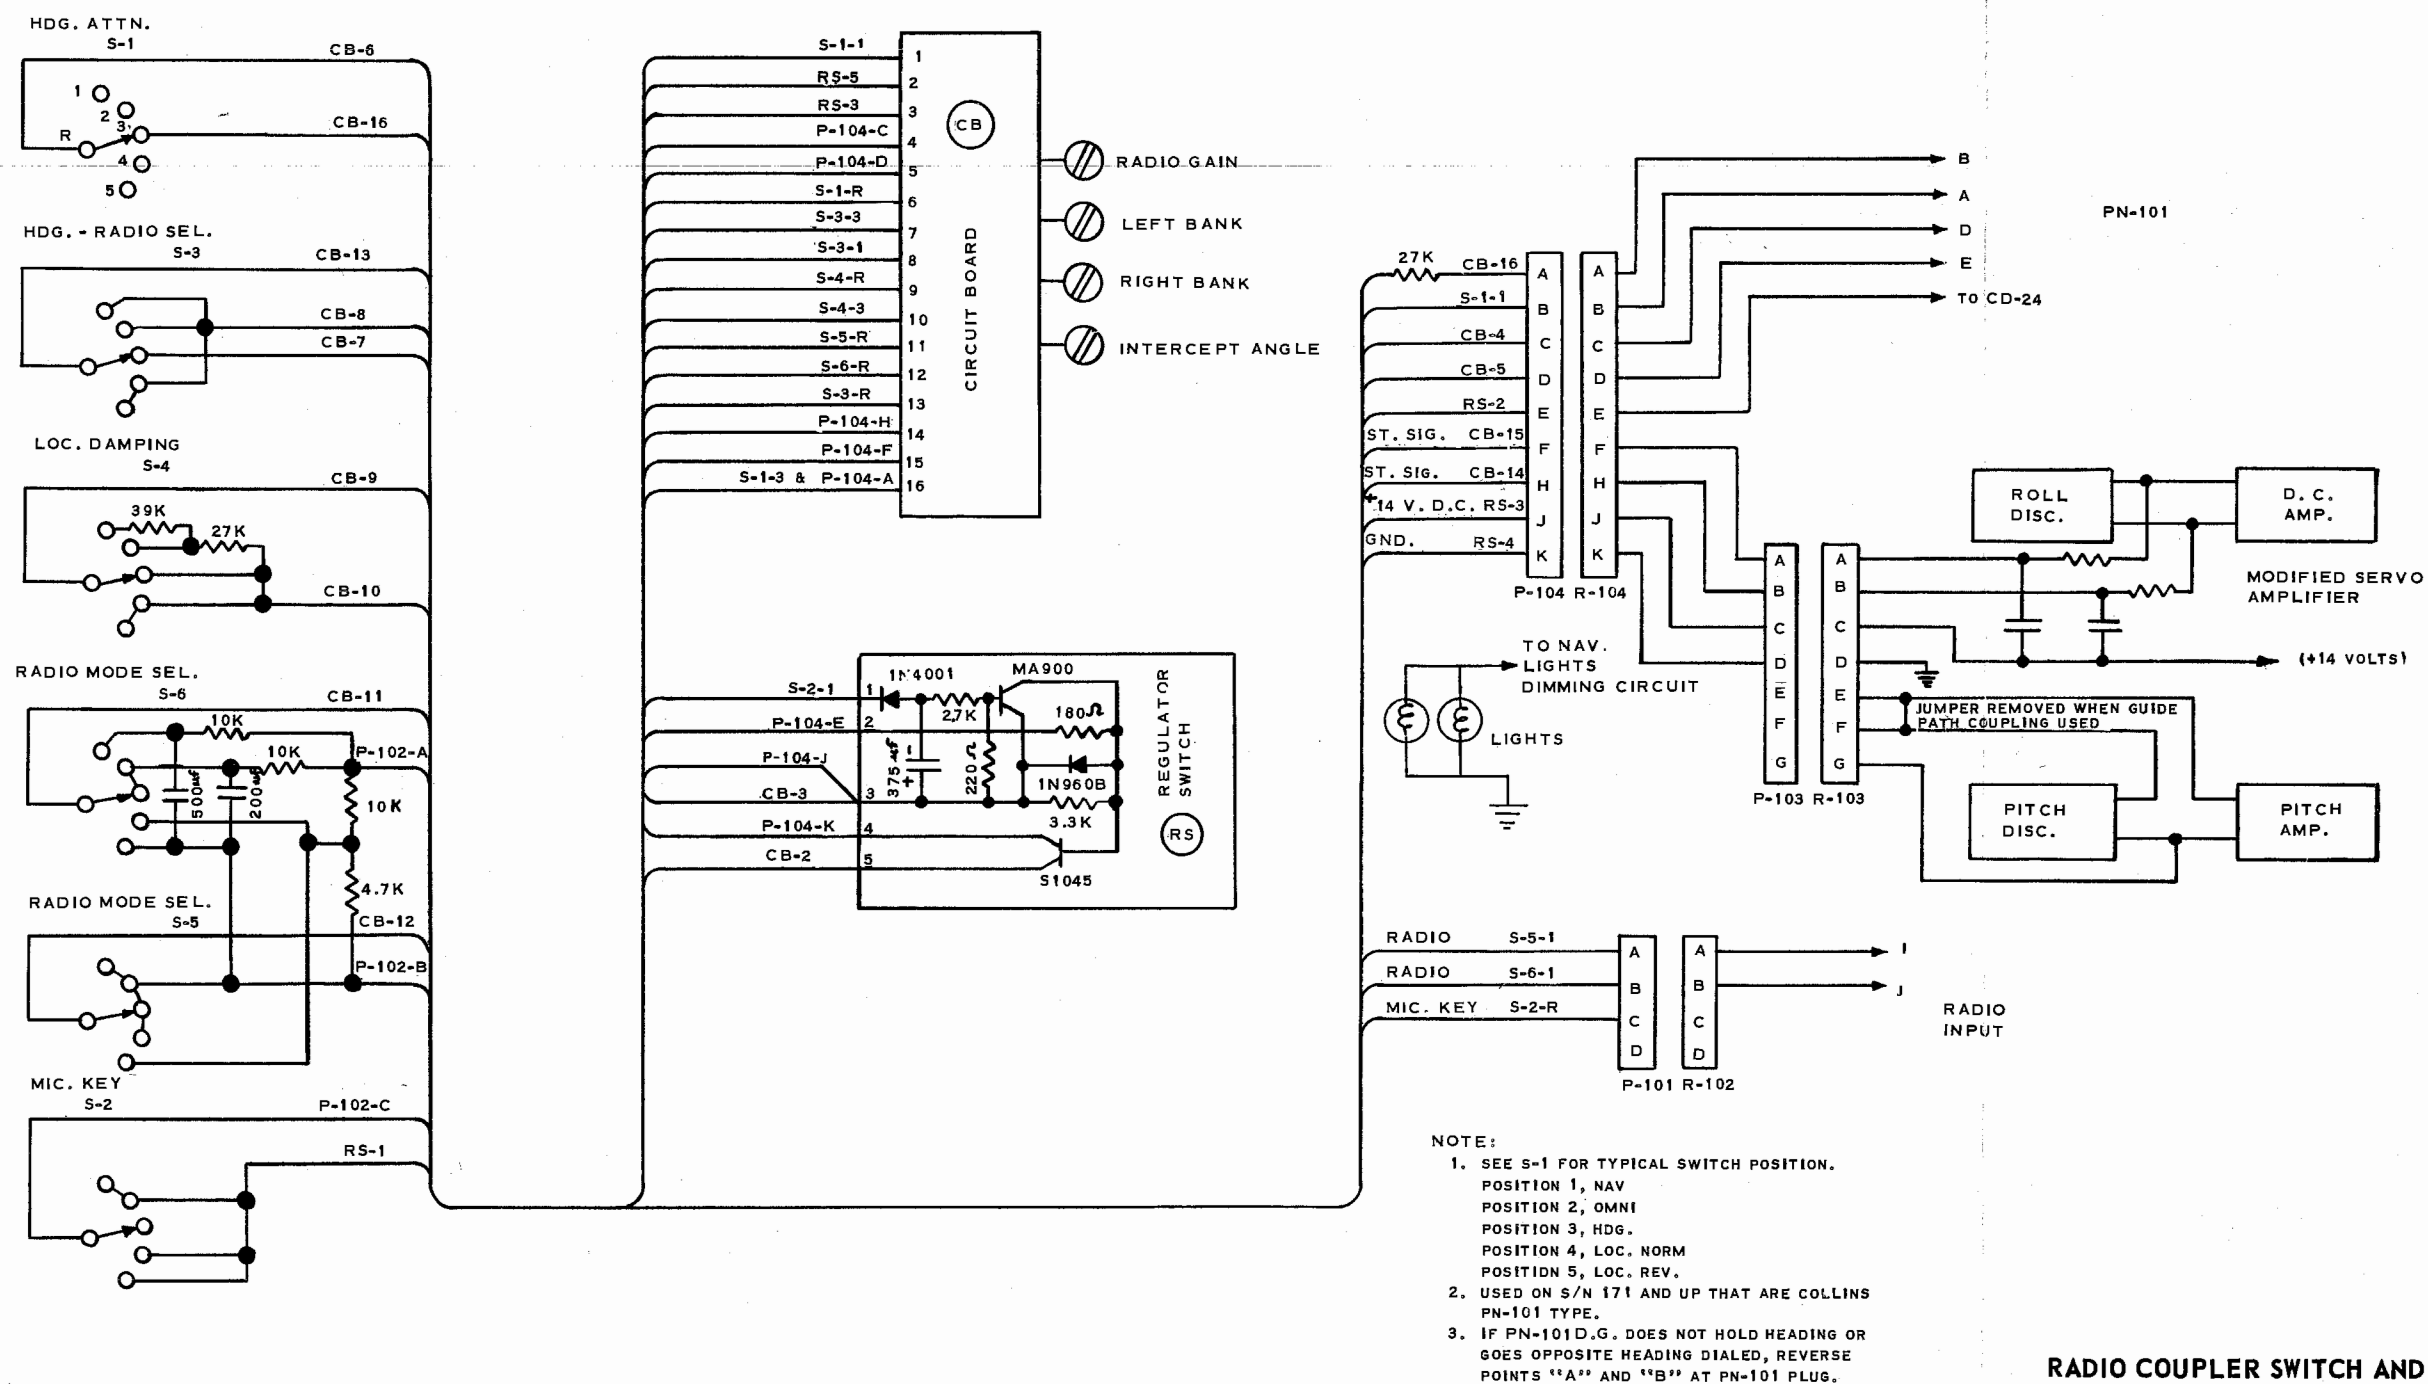 HDG. ATTN.
S-1
CB-6
1
2
3
R
CB-16
4
5
HDG. - RADIO SEL.
S-3
CB-13
CB-8
CB-7
LOC. DAMPING
S-4
CB-9
39K
27K
CB-10
RADIO MODE SEL.
S-6
CB-11
10K
10K
P-102-A
500µf
200µf
10K
4.7K
RADIO MODE SEL.
S-5
CB-12
P-102-B
MIC. KEY
S-2
P-102-C
RS-1
S-1-1 1
RS-5 2
RS-3 3
P-104-C 4
P-104-D 5
S-1-R 6
S-3-3 7
S-3-1 8
S-4-R 9
S-4-3 10
S-5-R 11
S-6-R 12
S-3-R 13
P-104-H 14
P-104-F 15
S-1-3 & P-104-A 16
CB
CIRCUIT BOARD
RADIO GAIN
LEFT BANK
RIGHT BANK
INTERCEPT ANGLE
S-2-1 1
P-104-E 2
P-104-J
CB-3 3
P-104-K 4
CB-2 5
1N4001
MA900
2.7K
180Ω
375µf
- +
220Ω
1N960B
3.3K
S1045
REGULATOR
SWITCH
RS
27K CB-16 A
S-1-1 B
CB-4 C
CB-5 D
RS-2 E
ST. SIG. CB-15 F
ST. SIG. CB-14 H
+14 V. D.C. RS-3 J
GND. RS-4 K
P-104
A
B
C
D
E
F
H
J
K
R-104
B
A
D
E
TO CD-24
PN-101
A
B
C
D
E
F
G
P-103
A
B
C
D
E
F
G
R-103
ROLL
DISC.
D. C.
AMP.
MODIFIED SERVO
AMPLIFIER
(+14 VOLTS)
JUMPER REMOVED WHEN GUIDE
PATH COUPLING USED
PITCH
DISC.
PITCH
AMP.
TO NAV.
LIGHTS
DIMMING CIRCUIT
LIGHTS
RADIO S-5-1 A
RADIO S-6-1 B
MIC. KEY S-2-R C
D
P-101
A
B
C
D
R-102
I
J
RADIO
INPUT
NOTE:
1. SEE S-1 FOR TYPICAL SWITCH POSITION.
POSITION 1, NAV
POSITION 2, OMNI
POSITION 3, HDG.
POSITION 4, LOC. NORM
POSITION 5, LOC. REV.
2. USED ON S/N 171 AND UP THAT ARE COLLINS
PN-101 TYPE.
3. IF PN-101 D.G. DOES NOT HOLD HEADING OR
GOES OPPOSITE HEADING DIALED, REVERSE
POINTS "A" AND "B" AT PN-101 PLUG.
RADIO COUPLER SWITCH AND